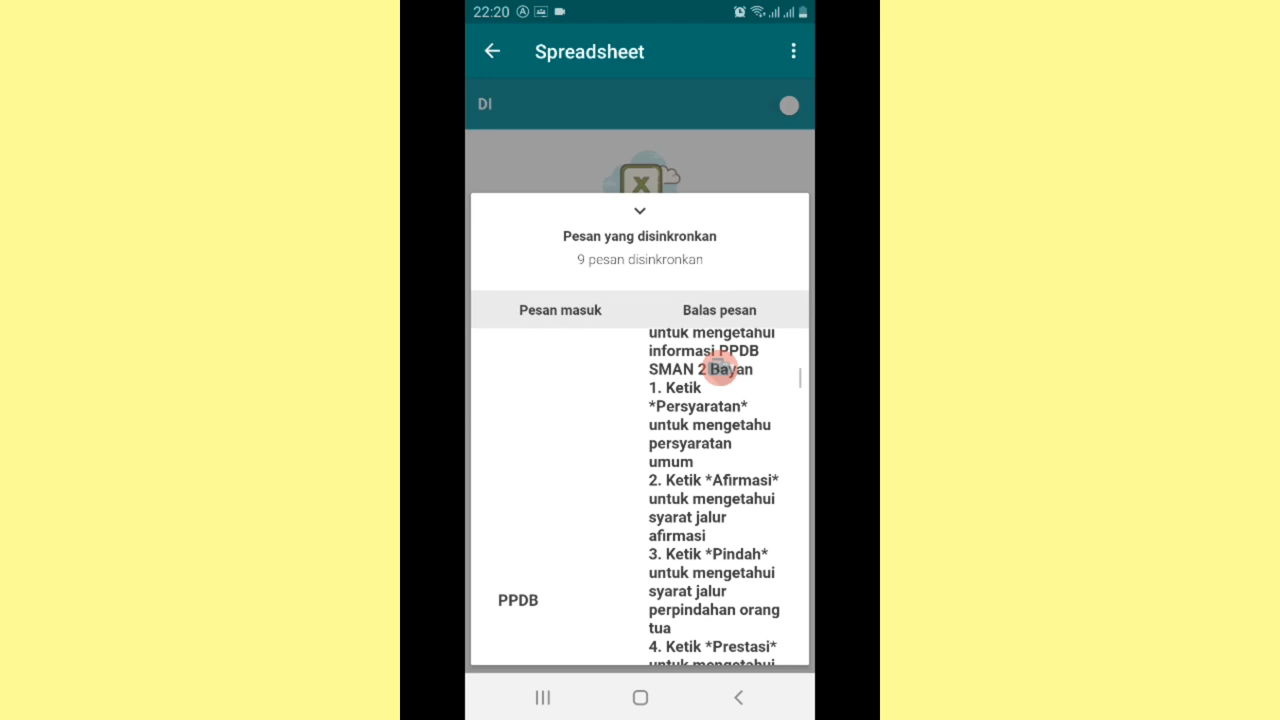 22:20
Spreadsheet
DI
X
Pesan yang disinkronkan
9 pesan disinkronkan
Pesan masuk
Balas pesan
PPDB
untuk mengetahui
informasi PPDB
SMAN 2 Bayan
1. Ketik
*Persyaratan*
untuk mengetahu
persyaratan
umum
2. Ketik *Afirmasi*
untuk mengetahui
syarat jalur
afirmasi
3. Ketik *Pindah*
untuk mengetahui
syarat jalur
perpindahan orang
tua
4. Ketik *Prestasi*
untuk mengetahui